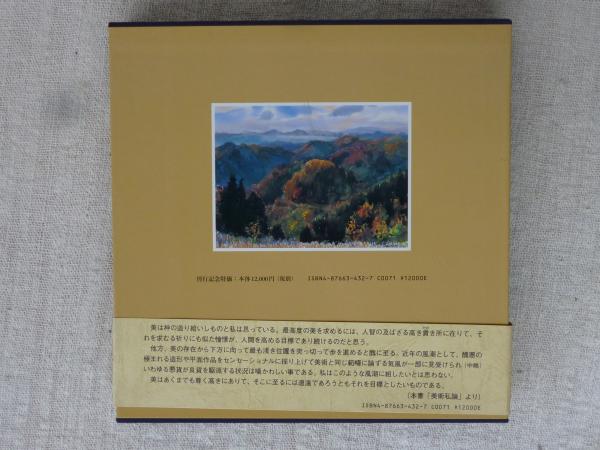 刊行記念特価：本体12,000円（税別）　ISBN4-87663-432-7 C0071 ¥12000E
美は神の造り給いしものと私は思っている。最高度の美を求めるには、人智の及ばざる高き貴き所に在りて、そ
れを求むる祈りにも似た憧憬が、人間を高める目標であり続けるのだと思う。
他方、美の存在から下方に向って最も浅き位置を突っ切って歩を進めると醜に至る。近年の風潮として、醜悪の
極まれる造形や平面作品をセンセーショナルに採り上げて美術と同じ範疇に論ずる気風が一部に見受けられ（中略）
いわゆる悪貨が良貨を駆逐する状況は嘆かわしい事である。私はこのような風潮に組したいとは思わない。
美はあくまでも尊く高きにありて、そこに至るには遼遠であろうともそれを目標としたいものである。
（本書「美術私論」より）
ISBN4-87663-432-7 C0071 ¥12000E